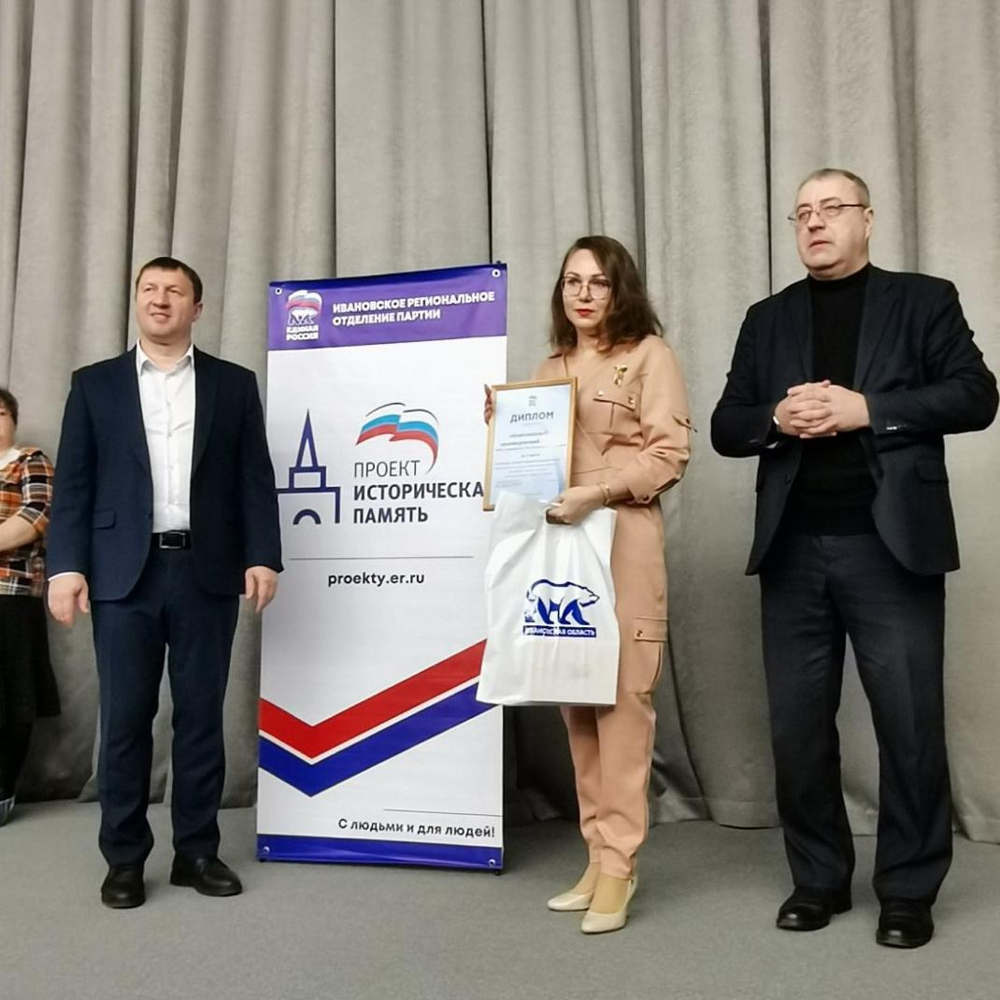 ИВАНОВСКОЕ РЕГИОНАЛЬНОЕ
ОТДЕЛЕНИЕ ПАРТИИ
ЕДИНАЯ
РОССИЯ
ПРОЕКТ
ИСТОРИЧЕСКА
ПАМЯТЬ
proekty.er.ru
С людьми и для людей!
ДИПЛОМ
ИВАНОВСКАЯ ОБЛАСТЬ